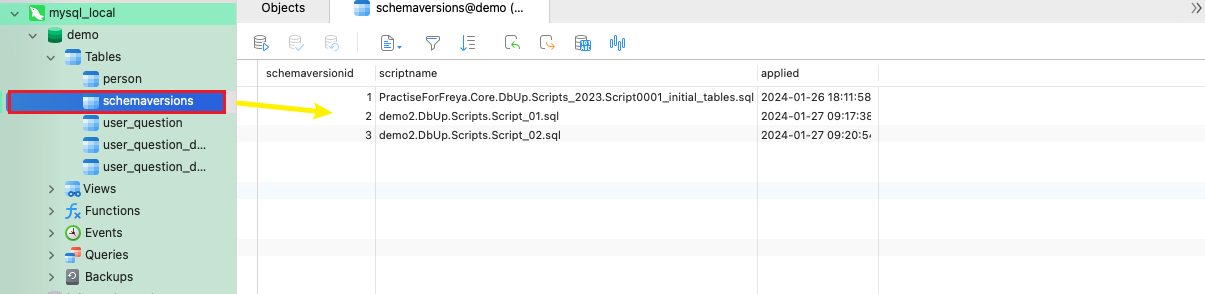 mysql_local
demo
Tables
person
schemaversions
user_question
user_question_d...
user_question_d...
Views
Functions
Events
Queries
Backups
Objects
schemaversions@demo (...
schemaversionid scriptname applied
1 PractiseForFreya.Core.DbUp.Scripts_2023.Script0001_initial_tables.sql 2024-01-26 18:11:58
2 demo2.DbUp.Scripts.Script_01.sql 2024-01-27 09:17:38
3 demo2.DbUp.Scripts.Script_02.sql 2024-01-27 09:20:54